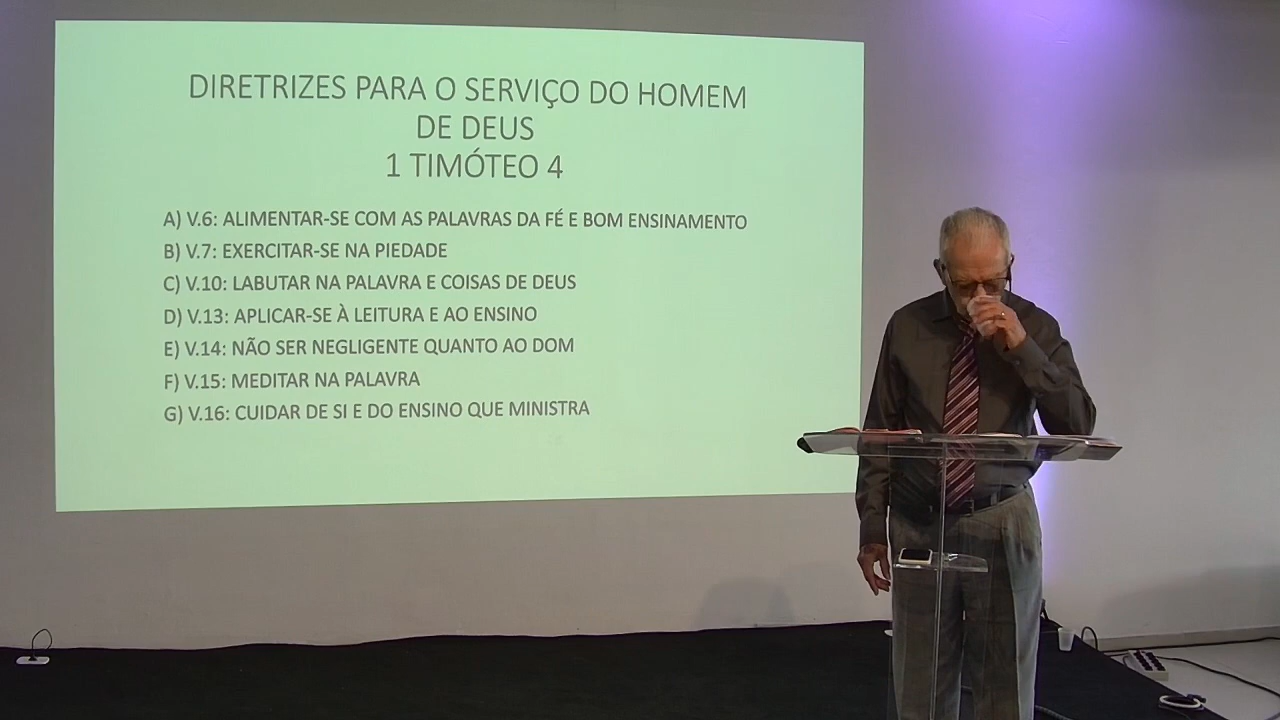 DIRETRIZES PARA O SERVIÇO DO HOMEM
DE DEUS
1 TIMÓTEO 4
A) V.6: ALIMENTAR-SE COM AS PALAVRAS DA FÉ E BOM ENSINAMENTO
B) V.7: EXERCITAR-SE NA PIEDADE
C) V.10: LABUTAR NA PALAVRA E COISAS DE DEUS
D) V.13: APLICAR-SE À LEITURA E AO ENSINO
E) V.14: NÃO SER NEGLIGENTE QUANTO AO DOM
F) V.15: MEDITAR NA PALAVRA
G) V.16: CUIDAR DE SI E DO ENSINO QUE MINISTRA